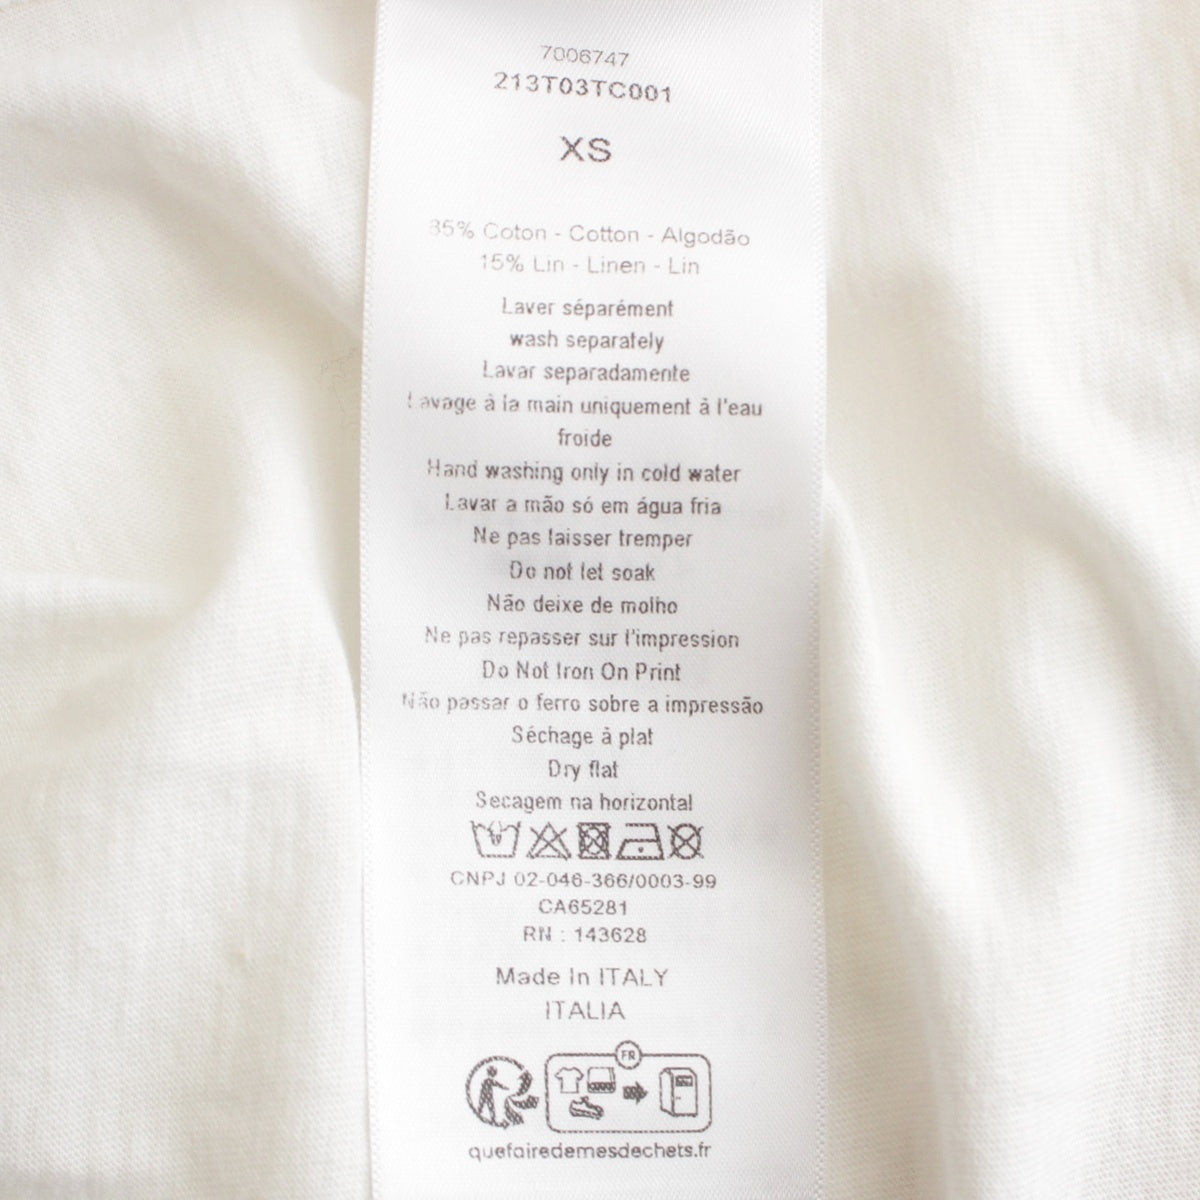 7006747
213T03TC001
XS
85% Coton - Cotton - Algodão
15% Lin - Linen - Lin
Laver séparément
wash separately
Lavar separadamente
Lavage à la main uniquement à l'eau
froide
Hand washing only in cold water
Lavar a mão só em água fria
Ne pas laisser tremper
Do not let soak
Não deixe de molho
Ne pas repasser sur l'impression
Do Not Iron On Print
Não passar o ferro sobre a impressão
Séchage à plat
Dry flat
Secagem na horizontal
CNPJ 02-046-366/0003-99
CA65281
RN : 143628
Made In ITALY
ITALIA
FR
quefairedemesdechets.fr